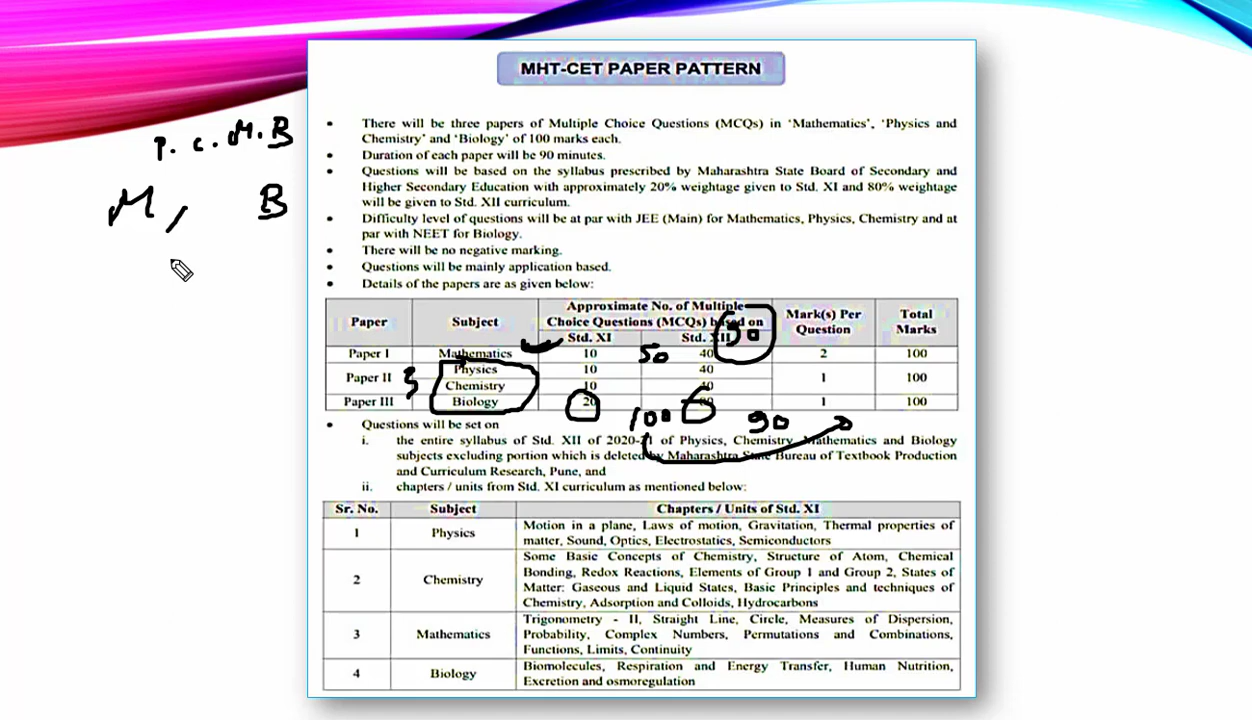 MHT-CET PAPER PATTERN
P. C. M. B
M, B
• There will be three papers of Multiple Choice Questions (MCQs) in 'Mathematics', 'Physics and
Chemistry' and 'Biology' of 100 marks each.
• Duration of each paper will be 90 minutes.
• Questions will be based on the syllabus prescribed by Maharashtra State Board of Secondary and
Higher Secondary Education with approximately 20% weightage given to Std. XI and 80% weightage
will be given to Std. XII curriculum.
• Difficulty level of questions will be at par with JEE (Main) for Mathematics, Physics, Chemistry and at
par with NEET for Biology.
• There will be no negative marking.
• Questions will be mainly application based.
• Details of the papers are as given below:
Paper Subject Approximate No. of Multiple Choice Questions (MCQs) based on Mark(s) Per Question Total Marks
Std. XI Std. XII 90
Paper I Mathematics 10 50 40 2 100
Paper II Physics 10 40 1 100
Chemistry 10 40
Paper III Biology 20 1 100
100 90
• Questions will be set on
i. the entire syllabus of Std. XII of 2020-21 of Physics, Chemistry, Mathematics and Biology
subjects excluding portion which is deleted by Maharashtra State Bureau of Textbook Production
and Curriculum Research, Pune, and
ii. chapters / units from Std. XI curriculum as mentioned below:
Sr. No. Subject Chapters / Units of Std. XI
1 Physics Motion in a plane, Laws of motion, Gravitation, Thermal properties of
matter, Sound, Optics, Electrostatics, Semiconductors
2 Chemistry Some Basic Concepts of Chemistry, Structure of Atom, Chemical
Bonding, Redox Reactions, Elements of Group 1 and Group 2, States of
Matter: Gaseous and Liquid States, Basic Principles and techniques of
Chemistry, Adsorption and Colloids, Hydrocarbons
3 Mathematics Trigonometry - II, Straight Line, Circle, Measures of Dispersion,
Probability, Complex Numbers, Permutations and Combinations,
Functions, Limits, Continuity
4 Biology Biomolecules, Respiration and Energy Transfer, Human Nutrition,
Excretion and osmoregulation